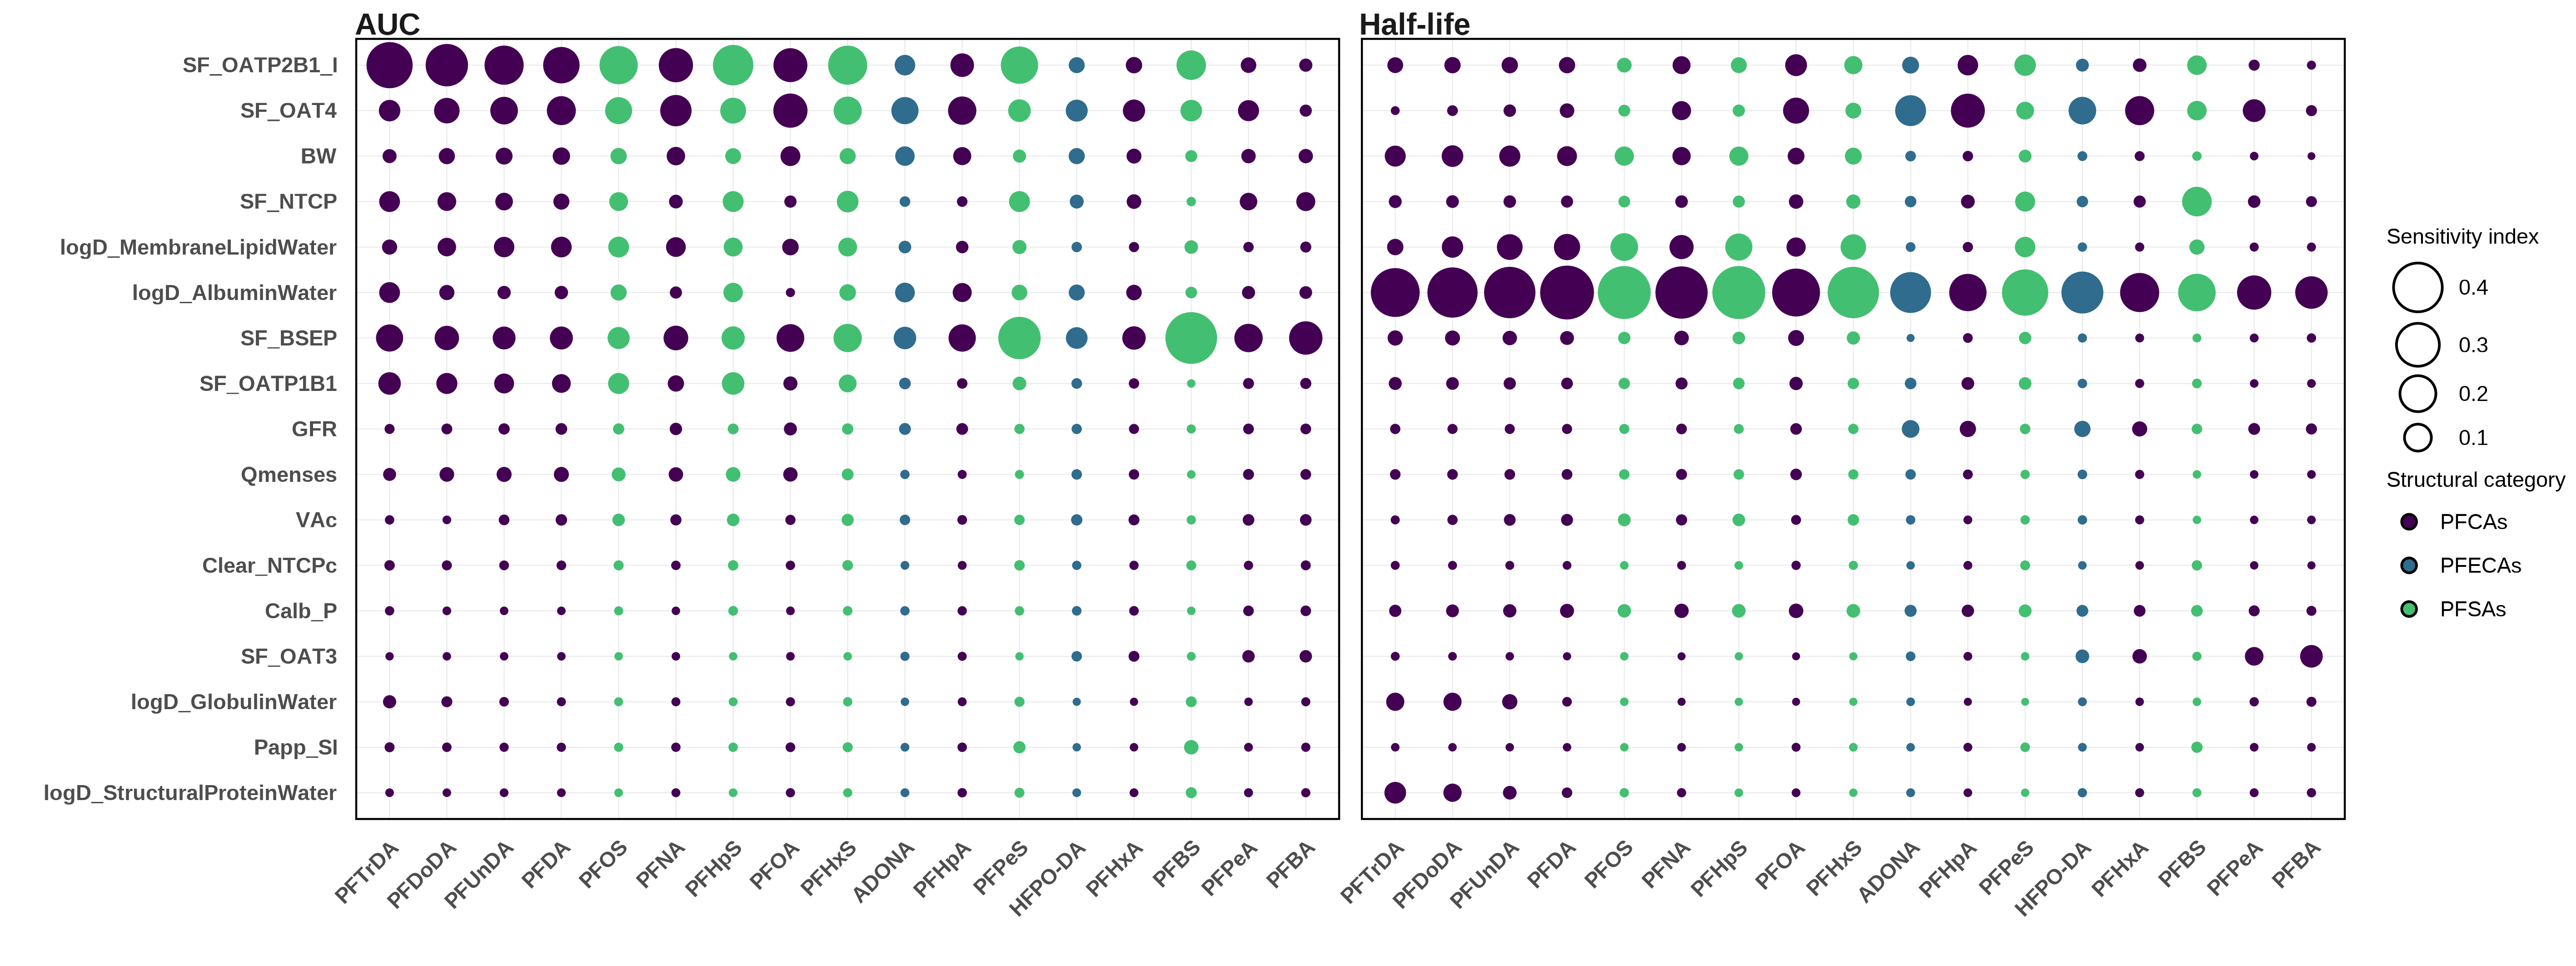 AUC
Half-life
SF_OATP2B1_I
SF_OAT4
BW
SF_NTCP
logD_MembraneLipidWater
logD_AlbuminWater
SF_BSEP
SF_OATP1B1
GFR
Qmenses
VAc
Clear_NTCPc
Calb_P
SF_OAT3
logD_GlobulinWater
Papp_SI
logD_StructuralProteinWater
PFTrDA
PFDoDA
PFUnDA
PFDA
PFOS
PFNA
PFHpS
PFOA
PFHxS
ADONA
PFHpA
PFPeS
HFPO-DA
PFHxA
PFBS
PFPeA
PFBA
PFTrDA
PFDoDA
PFUnDA
PFDA
PFOS
PFNA
PFHpS
PFOA
PFHxS
ADONA
PFHpA
PFPeS
HFPO-DA
PFHxA
PFBS
PFPeA
PFBA
Sensitivity index
0.4
0.3
0.2
0.1
Structural category
PFCAs
PFECAs
PFSAs